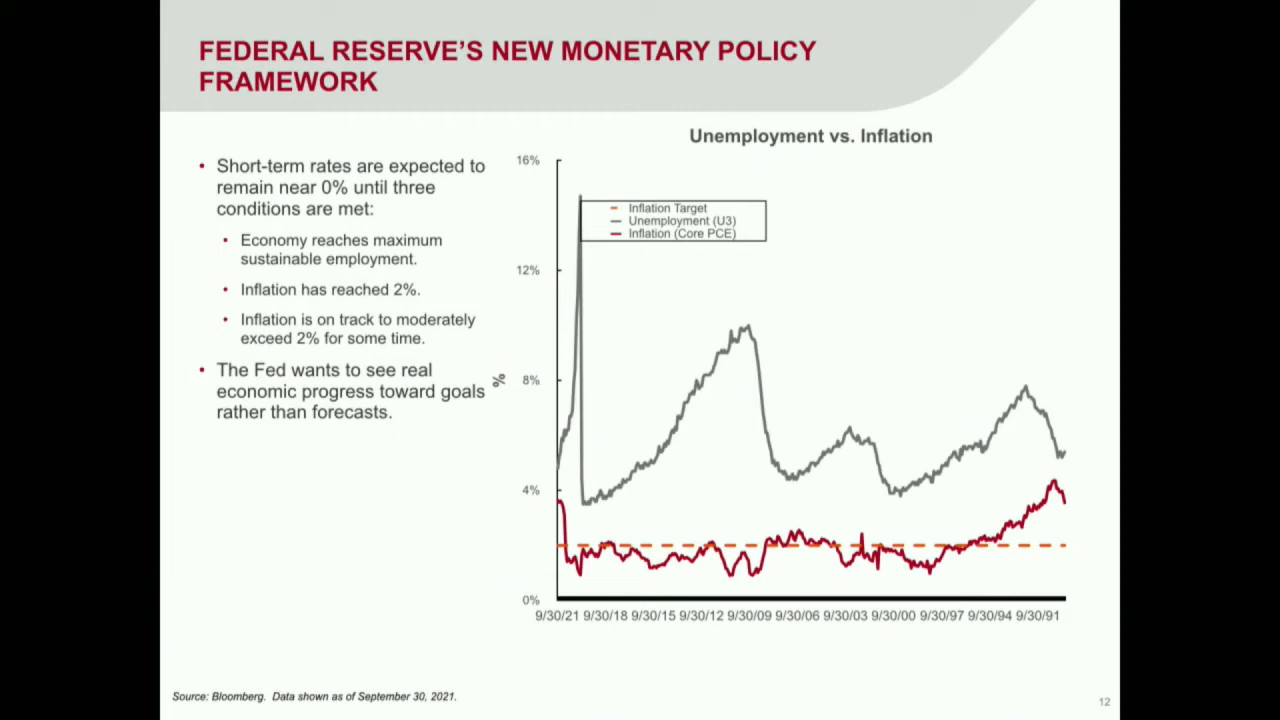 FEDERAL RESERVE'S NEW MONETARY POLICY
FRAMEWORK
• Short-term rates are expected to
remain near 0% until three
conditions are met:
• Economy reaches maximum
sustainable employment.
• Inflation has reached 2%.
• Inflation is on track to moderately
exceed 2% for some time.
• The Fed wants to see real
economic progress toward goals
rather than forecasts.
Unemployment vs. Inflation
16%
12%
8%
4%
0%
%
Inflation Target
Unemployment (U3)
Inflation (Core PCE)
9/30/21 9/30/18 9/30/15 9/30/12 9/30/09 9/30/06 9/30/03 9/30/00 9/30/97 9/30/94 9/30/91
Source: Bloomberg. Data shown as of September 30, 2021.
12